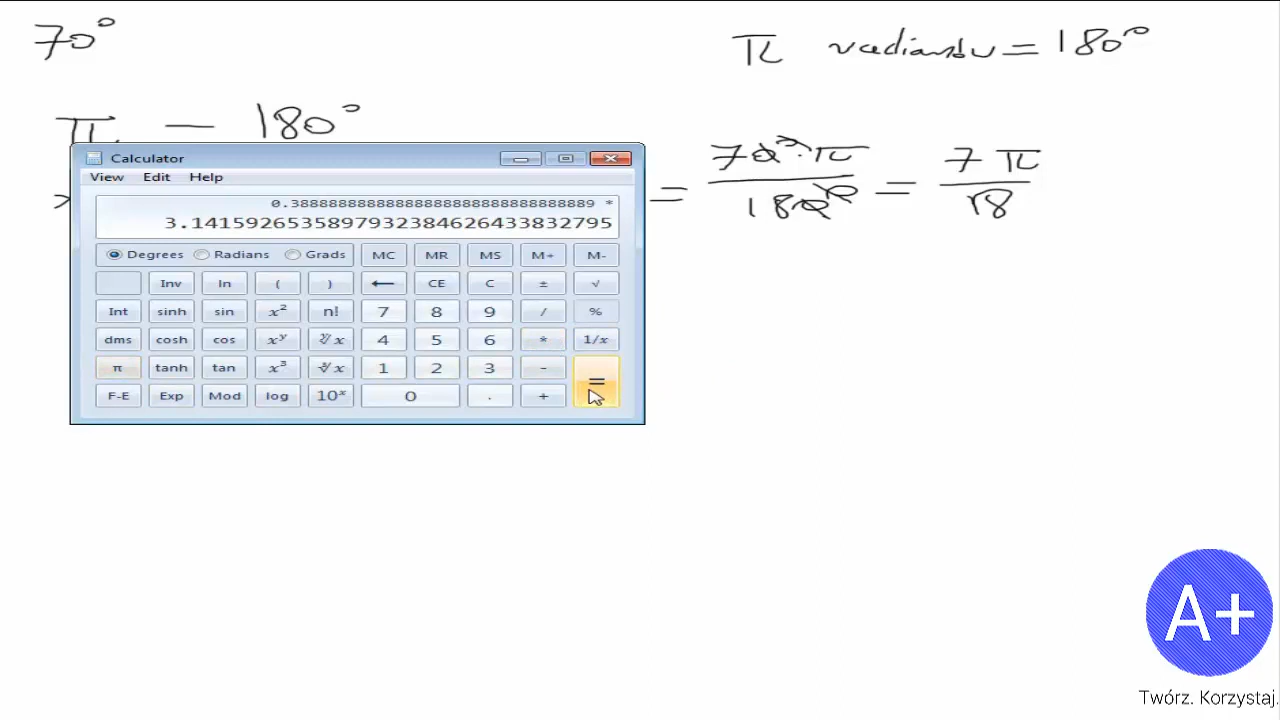 70°
π radianów = 180°
π — 180°
x
= 70°·π / 180° = 7π / 18
Calculator
View Edit Help
0.38888888888888888888888888888889 *
3.1415926535897932384626433832795
Degrees Radians Grads MC MR MS M+ M-
Inv ln ( ) ← CE C ± √
Int sinh sin x² n! 7 8 9 / %
dms cosh cos xʸ ʸ√x 4 5 6 * 1/x
π tanh tan x³ ³√x 1 2 3 - =
F-E Exp Mod log 10ˣ 0 . +
A+
Twórz. Korzystaj.